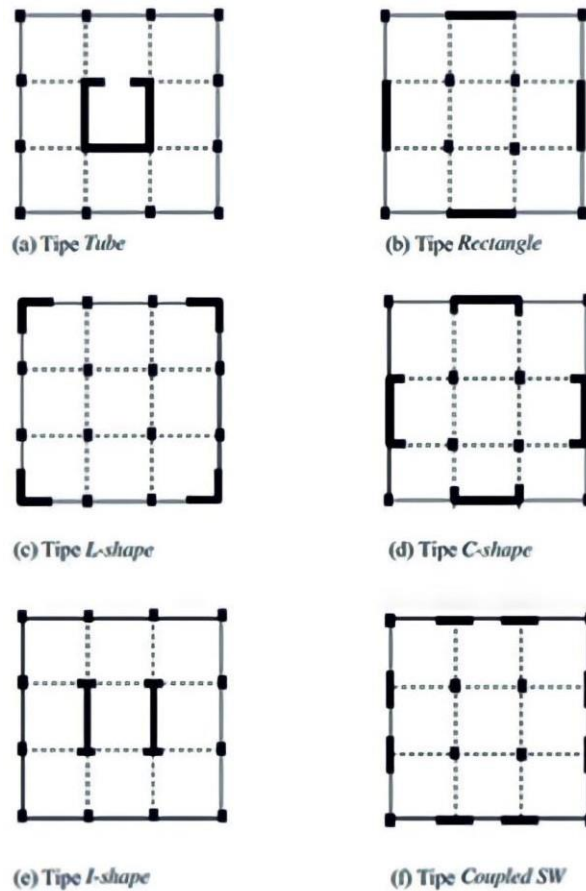 (a) Tipe Tube
(b) Tipe Rectangle
(c) Tipe L-shape
(d) Tipe C-shape
(e) Tipe I-shape
(f) Tipe Coupled SW